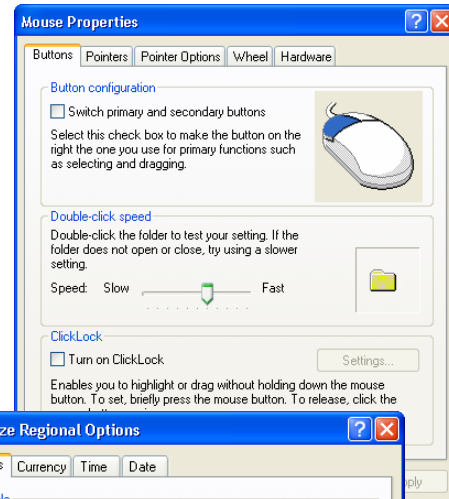 Mouse Properties
Buttons Pointers Pointer Options Wheel Hardware
Button configuration
Switch primary and secondary buttons
Select this check box to make the button on the
right the one you use for primary functions such
as selecting and dragging.
Double-click speed
Double-click the folder to test your setting. If the
folder does not open or close, try using a slower
setting.
Speed: Slow Fast
ClickLock
Turn on ClickLock Settings...
Enables you to highlight or drag without holding down the mouse
button. To set, briefly press the mouse button. To release, click the
ze Regional Options
s Currency Time Date
ply